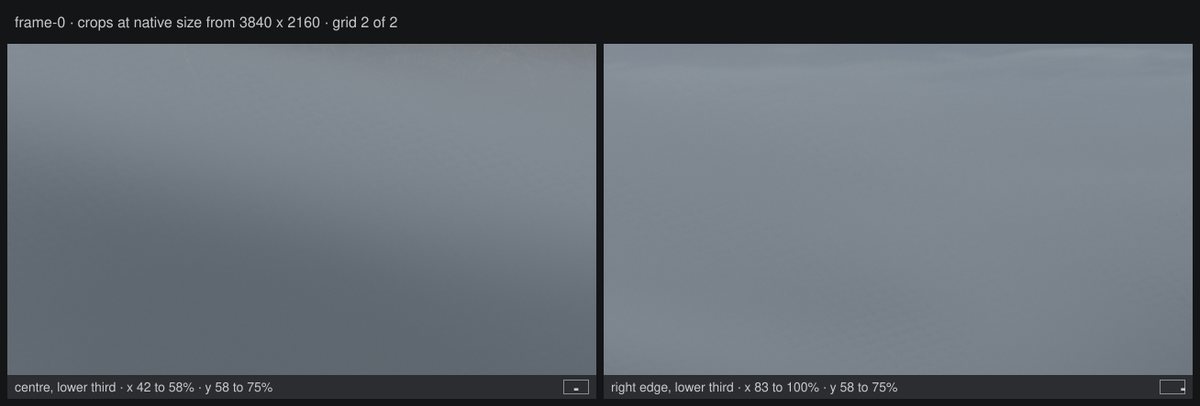 frame-0 · crops at native size from 3840 x 2160 · grid 2 of 2
centre, lower third · x 42 to 58% · y 58 to 75%
right edge, lower third · x 83 to 100% · y 58 to 75%